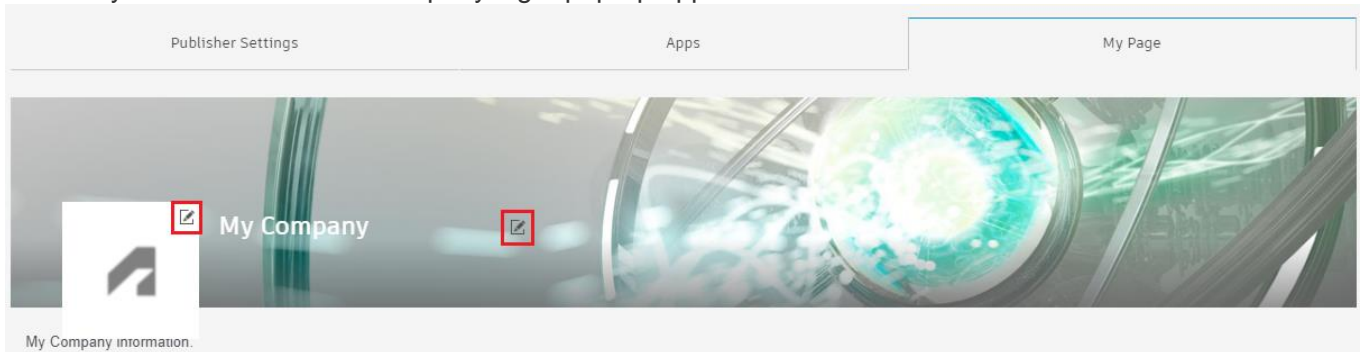 Publisher Settings
Apps
My Page
My Company
My Company Information.